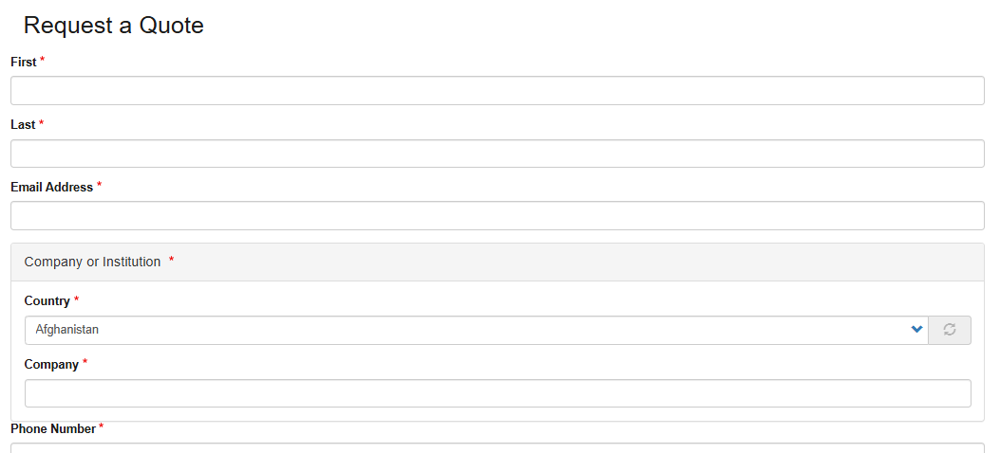 Request a Quote
First *
Last *
Email Address *
Company or Institution *
Country *
Afghanistan
Company *
Phone Number *